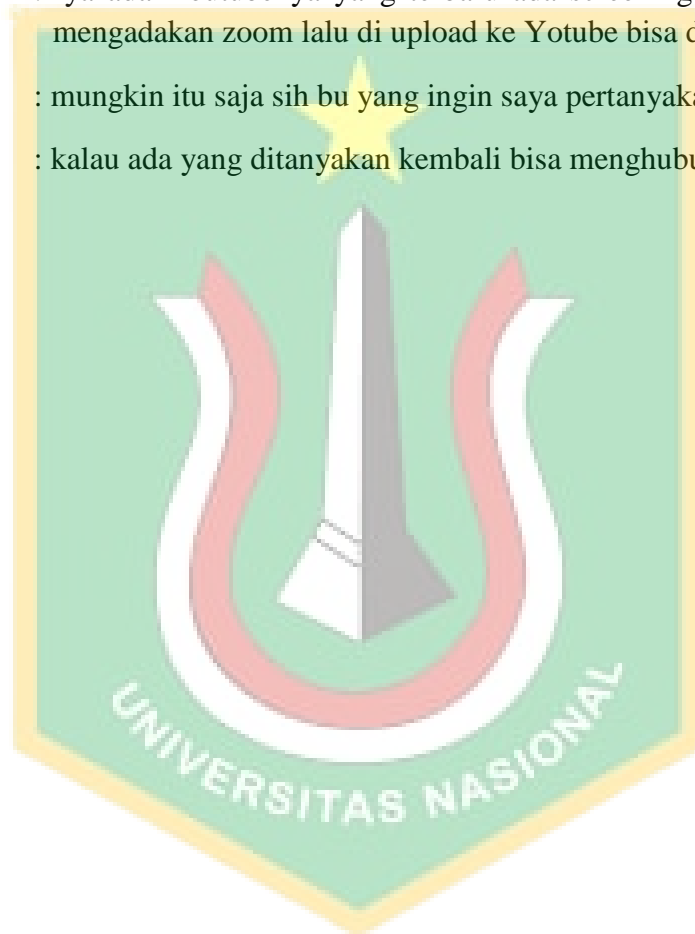 mengadakan zoom lalu di upload ke Yotube bisa d
: mungkin itu saja sih bu yang ingin saya pertanyaka
: kalau ada yang ditanyakan kembali bisa menghubu
UNIVERSITAS NASIONAL